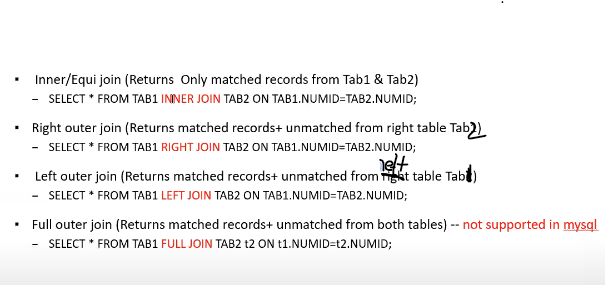 ▪ Inner/Equi join (Returns Only matched records from Tab1 & Tab2)
– SELECT * FROM TAB1 INNER JOIN TAB2 ON TAB1.NUMID=TAB2.NUMID;
▪ Right outer join (Returns matched records+ unmatched from right table Tab2)
– SELECT * FROM TAB1 RIGHT JOIN TAB2 ON TAB1.NUMID=TAB2.NUMID;
left
▪ Left outer join (Returns matched records+ unmatched from right table Tab1)
– SELECT * FROM TAB1 LEFT JOIN TAB2 ON TAB1.NUMID=TAB2.NUMID;
▪ Full outer join (Returns matched records+ unmatched from both tables) -- not supported in mysql
– SELECT * FROM TAB1 FULL JOIN TAB2 t2 ON t1.NUMID=t2.NUMID;